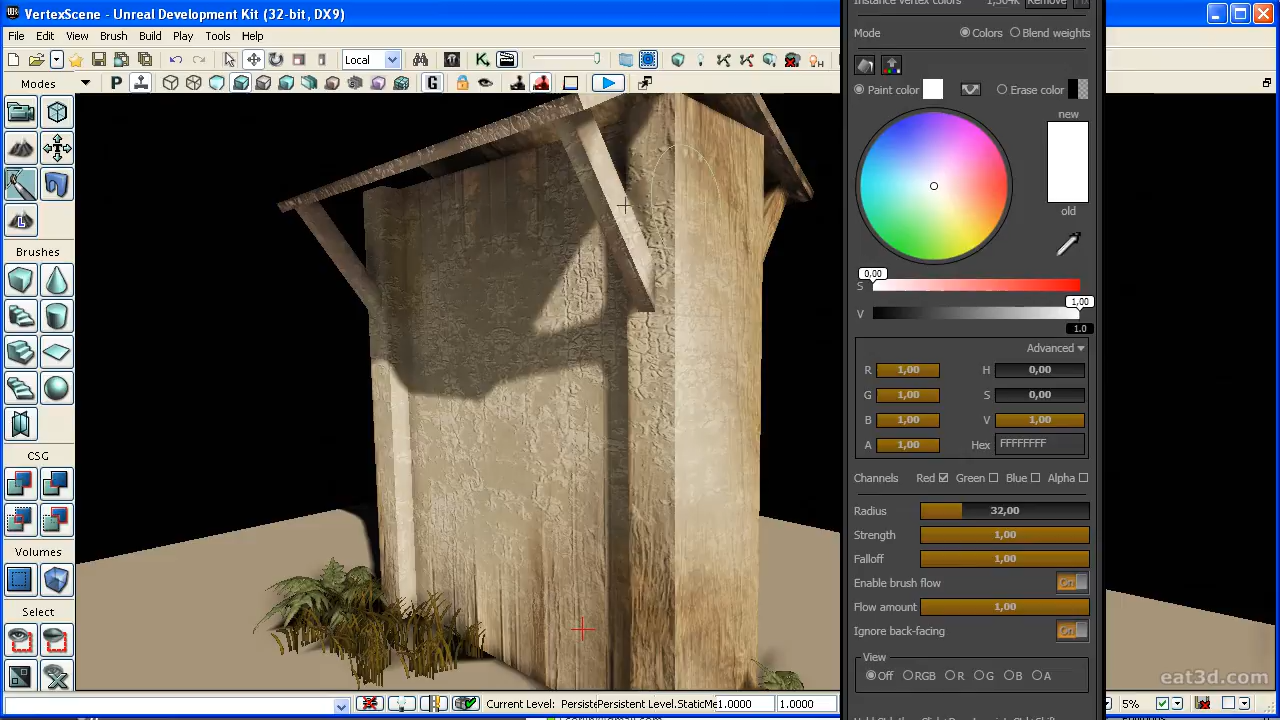 VertexScene - Unreal Development Kit (32-bit, DX9)
File Edit View Brush Build Play Tools Help
Local
Modes
P
G
Brushes
CSG
Volumes
Select
Instance vertex colors Remove
Mode Colors Blend weights
Paint color Erase color
new
old
0,00
S
1,00
V
1.0
Advanced
R 1,00 H 0,00
G 1,00 S 0,00
B 1,00 V 1,00
A 1,00 Hex FFFFFFFF
Channels Red Green Blue Alpha
Radius 32,00
Strength 1,00
Falloff 1,00
Enable brush flow On
Flow amount 1,00
Ignore back-facing On
View
Off RGB R G B A
eat3d.com
Current Level: PersistePersistent Level.StaticMe 1.0000 1.0000 5%